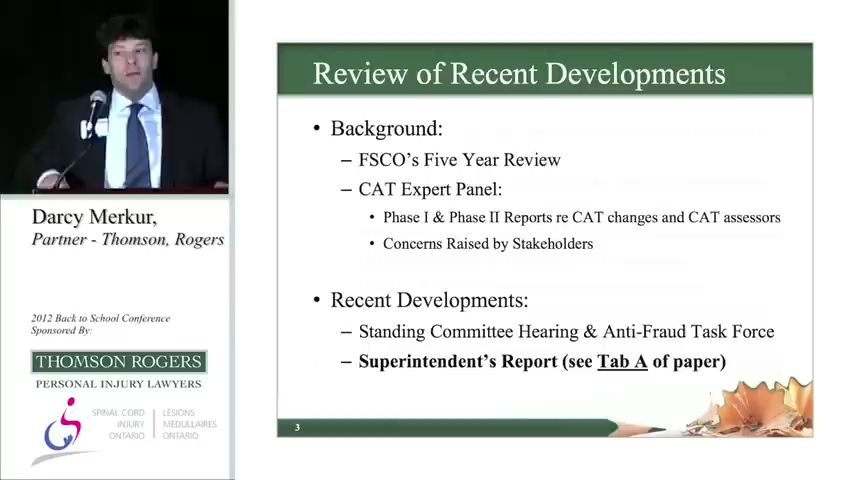 Review of Recent Developments
• Background:
– FSCO's Five Year Review
– CAT Expert Panel:
• Phase I & Phase II Reports re CAT changes and CAT assessors
• Concerns Raised by Stakeholders
• Recent Developments:
– Standing Committee Hearing & Anti-Fraud Task Force
– Superintendent's Report (see Tab A of paper)
3
Darcy Merkur,
Partner - Thomson, Rogers
2012 Back to School Conference
Sponsored By:
THOMSON ROGERS
PERSONAL INJURY LAWYERS
SPINAL CORD
INJURY
ONTARIO
LÉSIONS
MÉDULLAIRES
ONTARIO